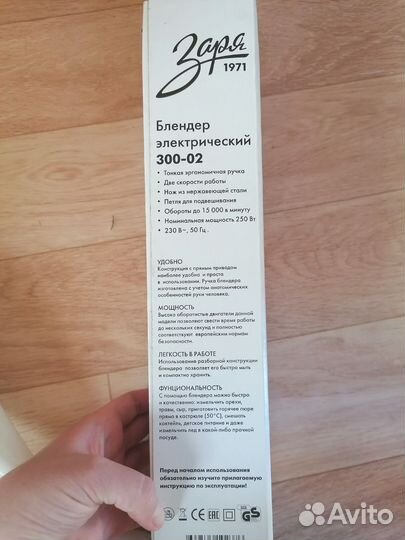 Заря
1971
Блендер
электрический
300-02
• Тонкая эргономичная ручка
• Две скорости работы
• Нож из нержавеющей стали
• Петля для подвешивания
• Обороты до 15 000 в минуту
• Номинальная мощность 250 Вт
• 230 В~, 50 Гц .
УДОБНО
Конструкция с прямым приводом
наиболее удобна и проста
в использовании. Ручка блендера
изготовлена с учетом анатомических
особенностей руки человека.
МОЩНОСТЬ
Высоко оборотистые двигатели данной
модели позволяют свести время работы
до нескольких секунд и полностью
соответствуют европейским нормам
безопасности.
ЛЕГКОСТЬ В РАБОТЕ
Использование разборной конструкции
блендера позволяет его быстро мыть
и компактно хранить.
ФУНЦИОНАЛЬНОСТЬ
С помощью блендера можно быстро
и качественно: измельчить орехи,
травы, сыр, приготовить горячее пюре
прямо в кастрюле (50°C), смешать
коктейль, детское питание и даже
измельчить лед в какой-либо прочной
посуде.
Перед началом использования
обязательно изучите прилагаемую
инструкцию по эксплуатации!
CE EAC GS
Avito